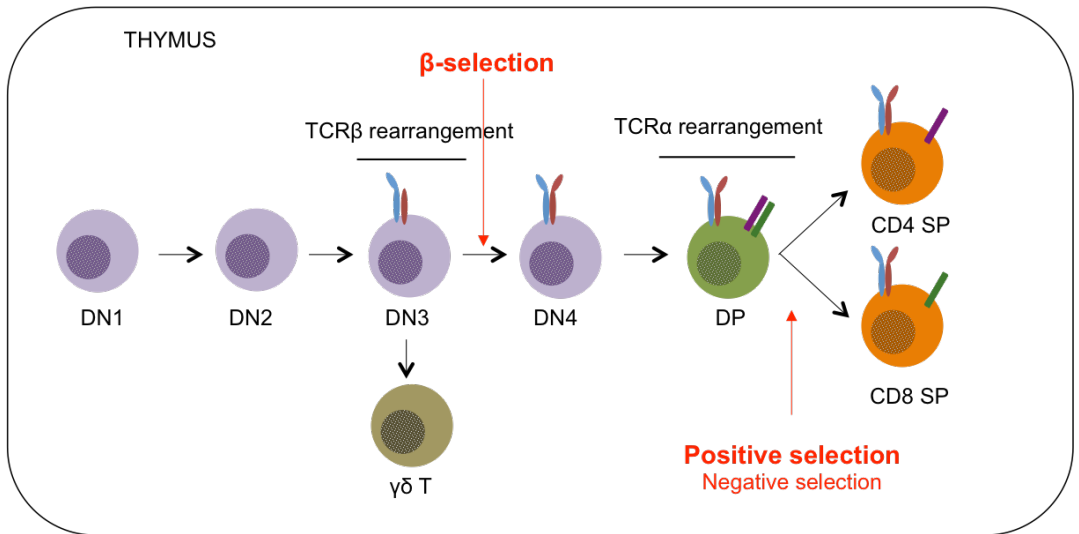 THYMUS
β-selection
TCRβ rearrangement
TCRα rearrangement
CD4 SP
DN1
DN2
DN3
DN4
DP
CD8 SP
γδ T
Positive selection
Negative selection